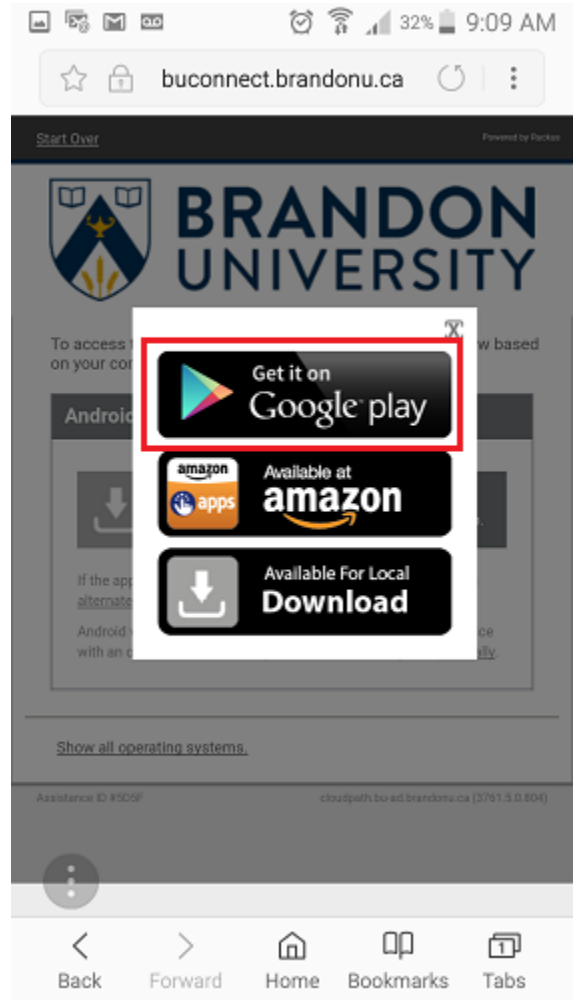 32% 9:09 AM
buconnect.brandonu.ca
Start Over
Powered by Ruckus
BRANDON
UNIVERSITY
To access
w based
on your co
X
Get it on
Google play
Android
amazon
apps
Available at
amazon
Available For Local
Download
If the app
alternate
Android
ce
with an
ally.
Show all operating systems.
Assistance ID #5D5F
cloudpath.bu-ad.brandonu.ca (3761.5.0.804)
1
Back Forward Home Bookmarks Tabs